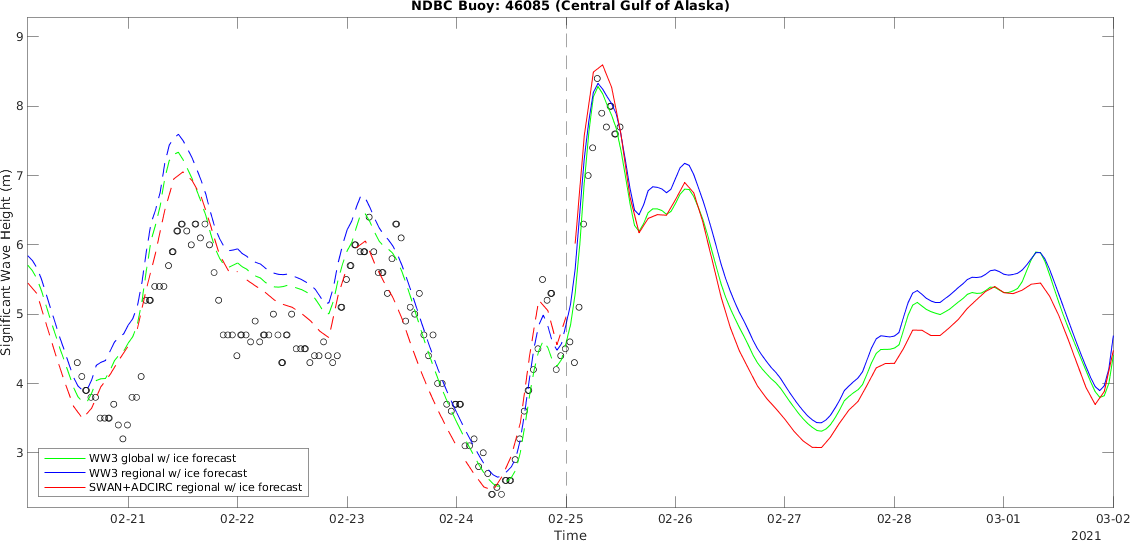 NDBC Buoy: 46085 (Central Gulf of Alaska)
9
8
7
6
5
4
3
Significant Wave Height (m)
WW3 global w/ ice forecast
WW3 regional w/ ice forecast
SWAN+ADCIRC regional w/ ice forecast
02-21 02-22 02-23 02-24 02-25 02-26 02-27 02-28 03-01 03-02
Time
2021